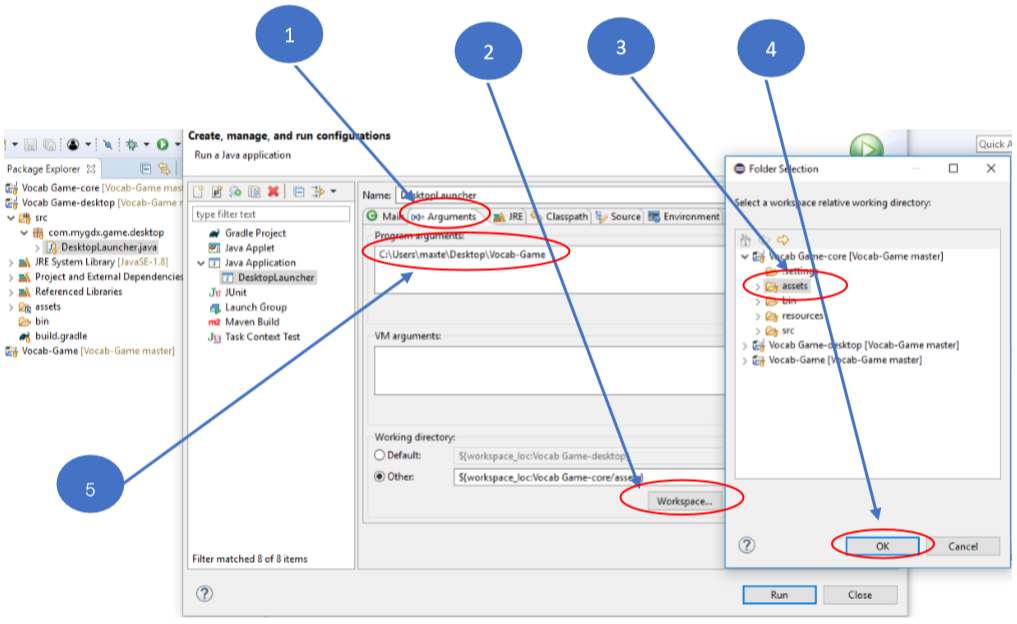 1
2
3
4
Create, manage, and run configurations
Run a Java application
Quick A
Package Explorer
Vocab Game-core [Vocab-Game mas
Vocab Game-desktop [Vocab-Game r
src
com.mygdx.game.desktop
DesktopLauncher.java
JRE System Library [JavaSE-1.8]
Project and External Dependencies
Referenced Libraries
assets
bin
build.gradle
Vocab-Game [Vocab-Game master]
type filter text
Gradle Project
Java Applet
Java Application
DesktopLauncher
Ju JUnit
Launch Group
m2 Maven Build
Ju Task Context Test
Filter matched 8 of 8 items
Name: DesktopLauncher
Main (x)= Arguments JRE Classpath Source Environment
Program arguments:
C:\Users\maxte\Desktop\Vocab-Game
VM arguments:
Working directory:
Default: ${workspace_loc:Vocab Game-desktop}
Other: ${workspace_loc:Vocab Game-core/assets}
Workspace...
5
Folder Selection
Select a workspace relative working directory:
Vocab Game-core [Vocab-Game master]
.settings
assets
bin
resources
src
Vocab Game-desktop [Vocab-Game master]
Vocab-Game [Vocab-Game master]
OK Cancel
Run Close